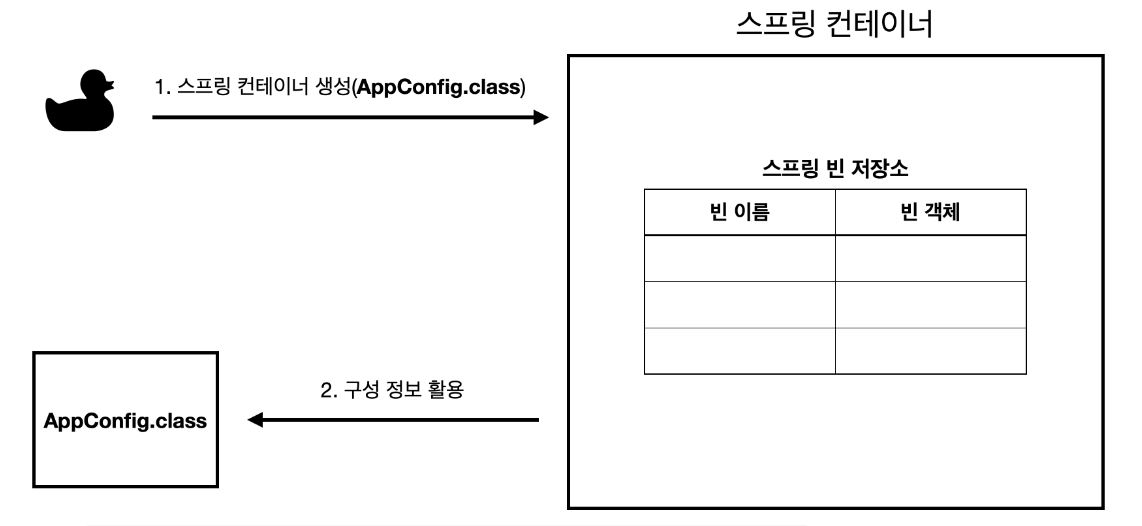 스프링 컨테이너
1. 스프링 컨테이너 생성(AppConfig.class)
스프링 빈 저장소
빈 이름 빈 객체
2. 구성 정보 활용
AppConfig.class